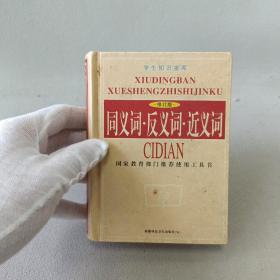 学生知识金库
XIUDINGBAN
XUESHENGZHISHIJINKU
修订版
同义词·反义词·近义词
CIDIAN
国家教育部门推荐使用工具书